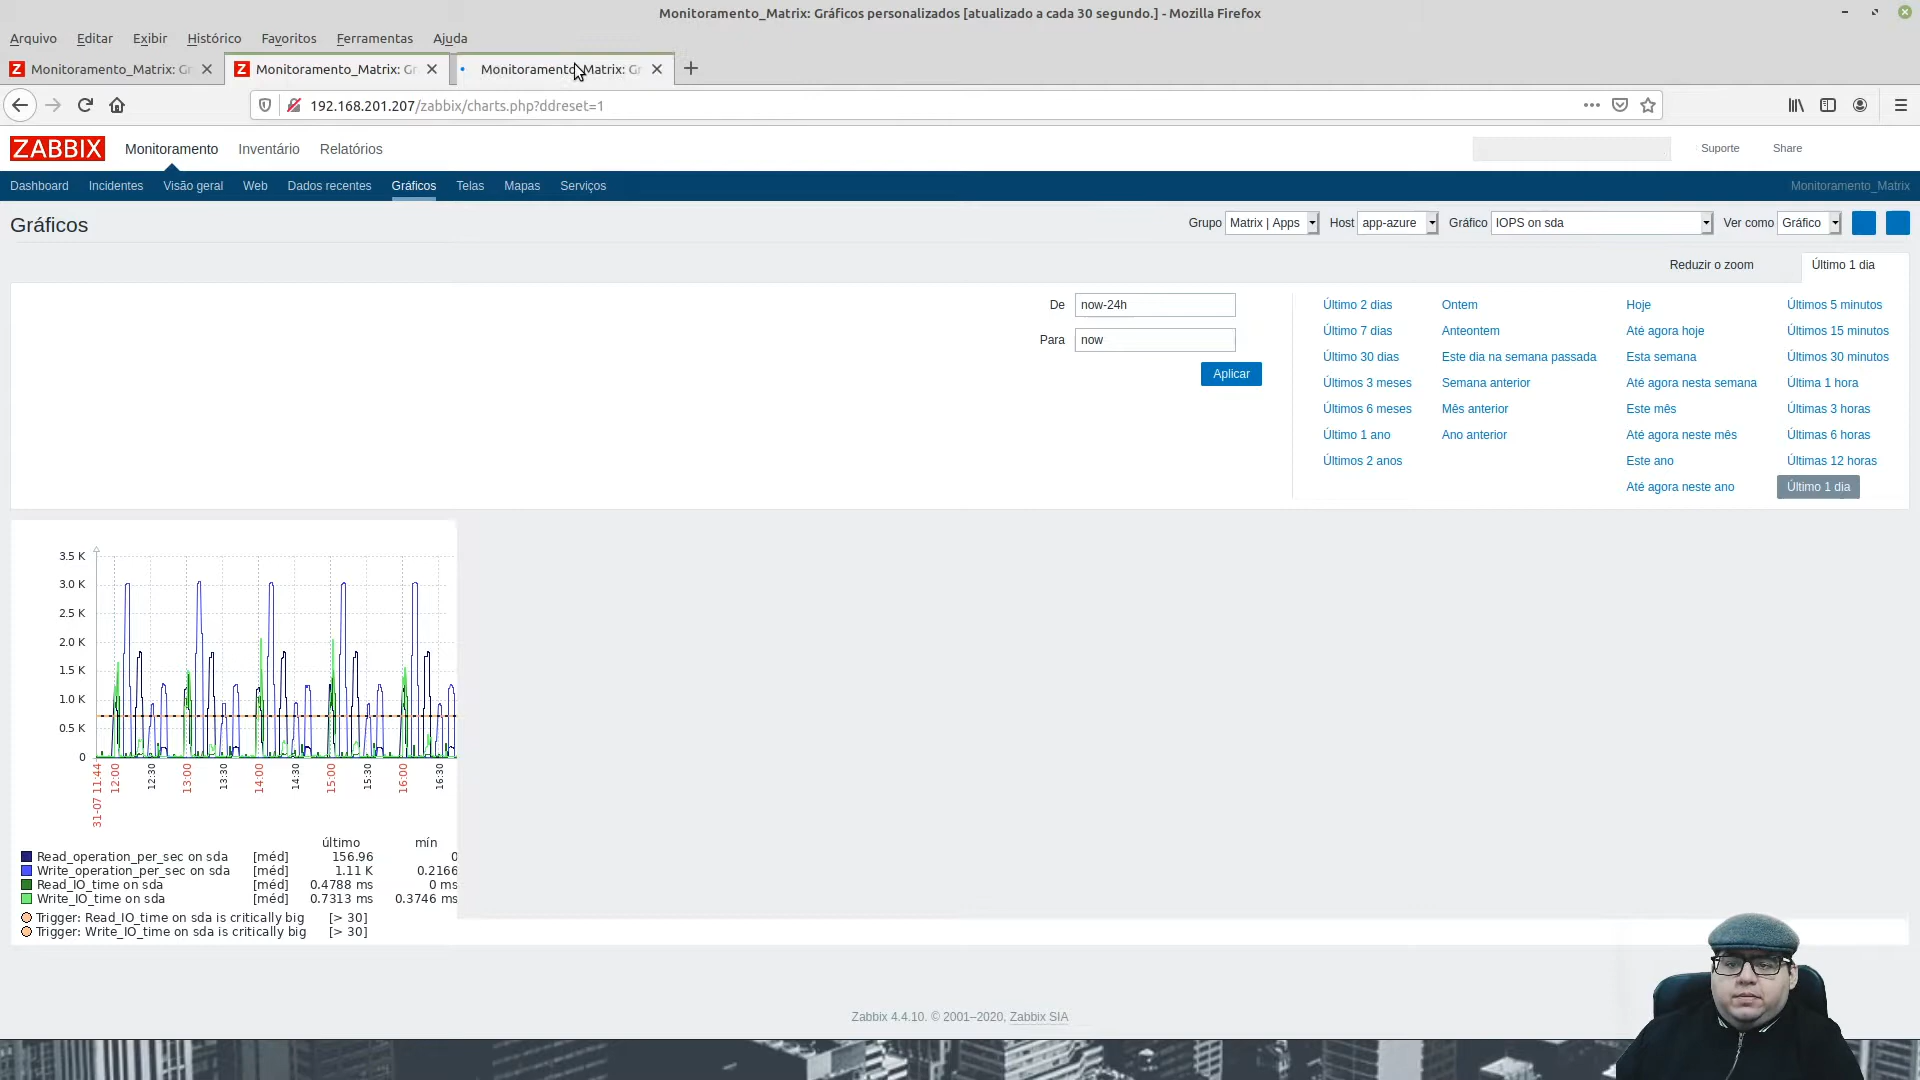 Monitoramento_Matrix: Gráficos personalizados [atualizado a cada 30 segundo.] - Mozilla Firefox
Arquivo Editar Exibir Histórico Favoritos Ferramentas Ajuda
Z Monitoramento_Matrix: Gr Z Monitoramento_Matrix: Gr Monitoramento_Matrix: Gr
192.168.201.207/zabbix/charts.php?ddreset=1
ZABBIX Monitoramento Inventário Relatórios Suporte Share
Dashboard Incidentes Visão geral Web Dados recentes Gráficos Telas Mapas Serviços Monitoramento_Matrix
Gráficos Grupo Matrix | Apps Host app-azure Gráfico IOPS on sda Ver como Gráfico
Reduzir o zoom Último 1 dia
De now-24h Último 2 dias Ontem Hoje Últimos 5 minutos
Último 7 dias Anteontem Até agora hoje Últimos 15 minutos
Para now
Último 30 dias Este dia na semana passada Esta semana Últimos 30 minutos
Aplicar
Últimos 3 meses Semana anterior Até agora nesta semana Última 1 hora
Últimos 6 meses Mês anterior Este mês Últimas 3 horas
Último 1 ano Ano anterior Até agora neste mês Últimas 6 horas
Últimos 2 anos Este ano Últimas 12 horas
Até agora neste ano Último 1 dia
3.5 K
3.0 K
2.5 K
2.0 K
1.5 K
1.0 K
0.5 K
0
31-07 11:44 12:00 12:30 13:00 13:30 14:00 14:30 15:00 15:30 16:00 16:30
último mín
Read_operation_per_sec on sda [méd] 156.96 0
Write_operation_per_sec on sda [méd] 1.11 K 0.2166
Read_IO_time on sda [méd] 0.4788 ms 0 ms
Write_IO_time on sda [méd] 0.7313 ms 0.3746 ms
Trigger: Read_IO_time on sda is critically big [> 30]
Trigger: Write_IO_time on sda is critically big [> 30]
Zabbix 4.4.10. © 2001–2020, Zabbix SIA